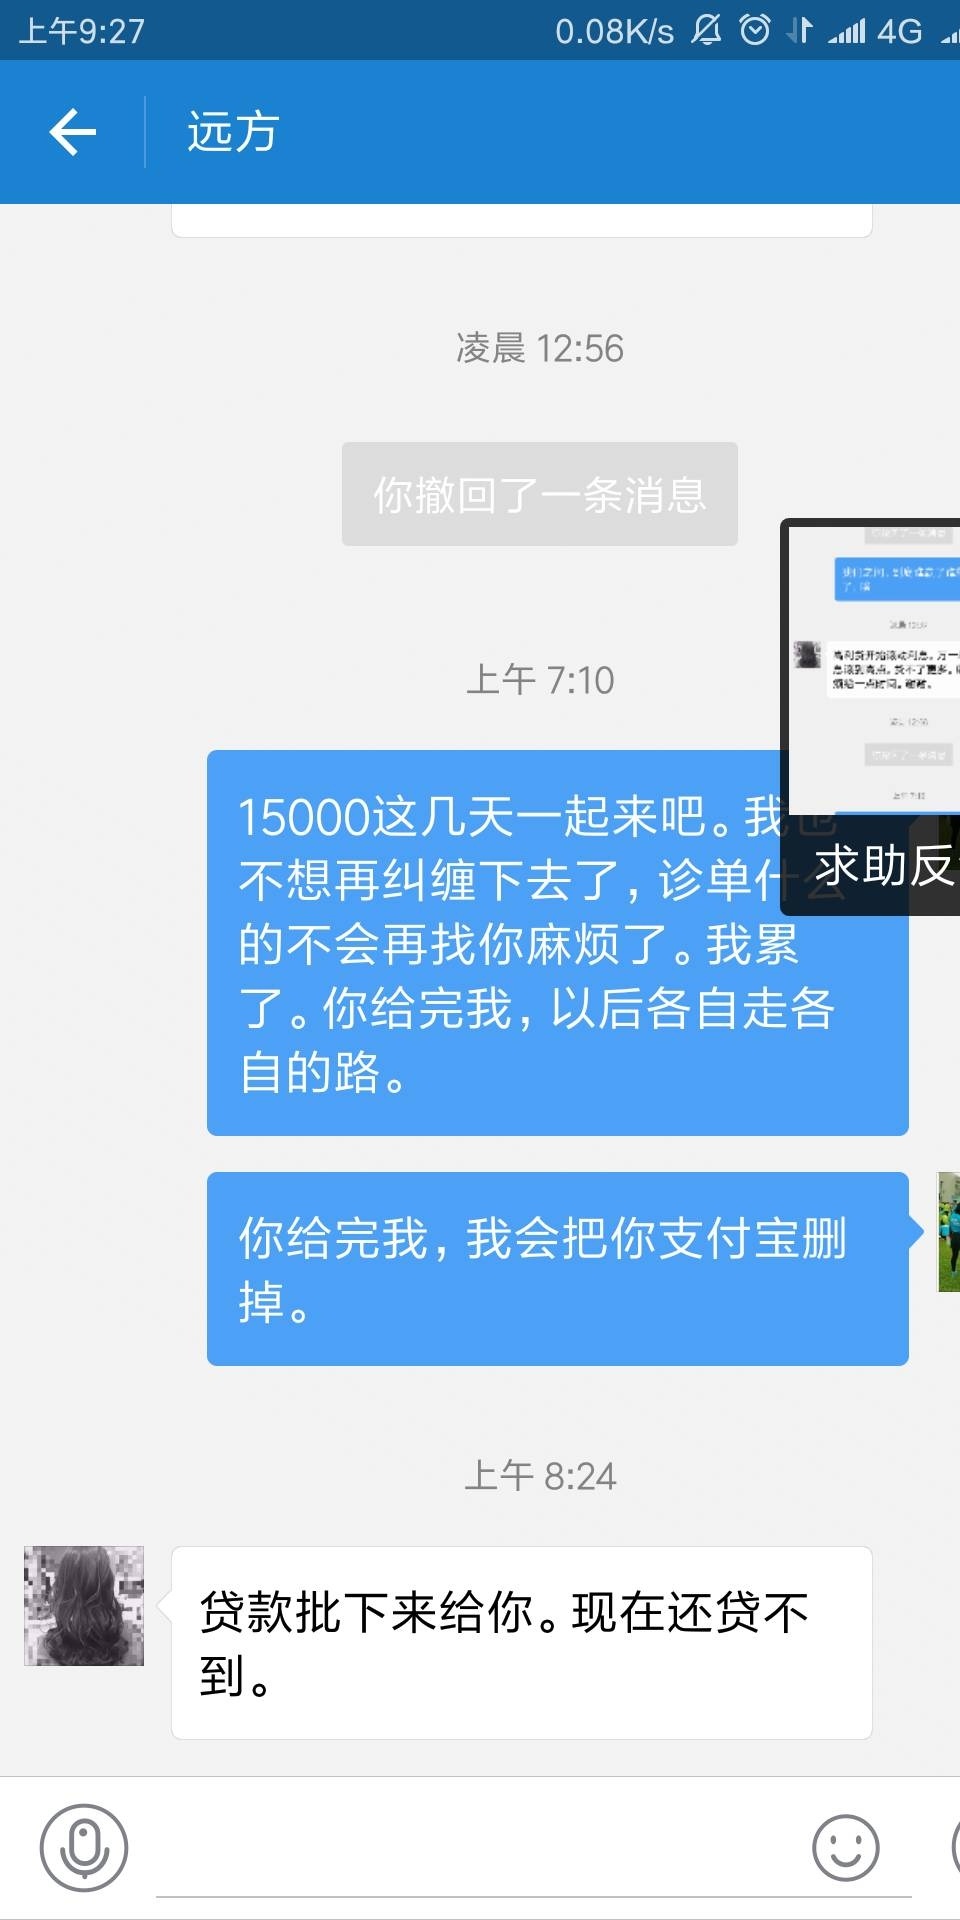 上午9:27
0.08K/s
4G
远方
凌晨 12:56
你撤回了一条消息
上午 7:10
15000这几天一起来吧。我也
不想再纠缠下去了，诊单什么
的不会再找你麻烦了。我累
了。你给完我，以后各自走各
自的路。
求助反
你给完我，我会把你支付宝删
掉。
上午 8:24
贷款批下来给你。现在还贷不
到。